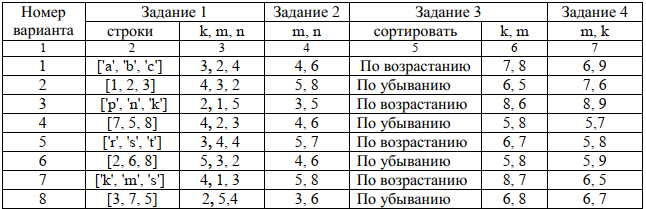 Номер варианта Задание 1 Задание 2 Задание 3 Задание 4
строки k, m, n m, n сортировать k, m m, k
1 2 3 4 5 6 7
1 ['a', 'b', 'c'] 3, 2, 4 4, 6 По возрастанию 7, 8 6, 9
2 [1, 2, 3] 4, 3, 2 5, 8 По убыванию 6, 5 7, 6
3 ['p', 'n', 'k'] 2, 1, 5 3, 5 По возрастанию 8, 6 8, 9
4 [7, 5, 8] 4, 2, 3 4, 6 По убыванию 5, 8 5,7
5 ['r', 's', 't'] 3, 4, 4 5, 7 По возрастанию 6, 7 5, 8
6 [2, 6, 8] 5, 3, 2 4, 6 По убыванию 5, 8 5, 9
7 ['k', 'm', 's'] 4, 1, 3 5, 8 По возрастанию 8, 7 6, 5
8 [3, 7, 5] 2, 5,4 3, 6 По убыванию 6, 8 6, 7